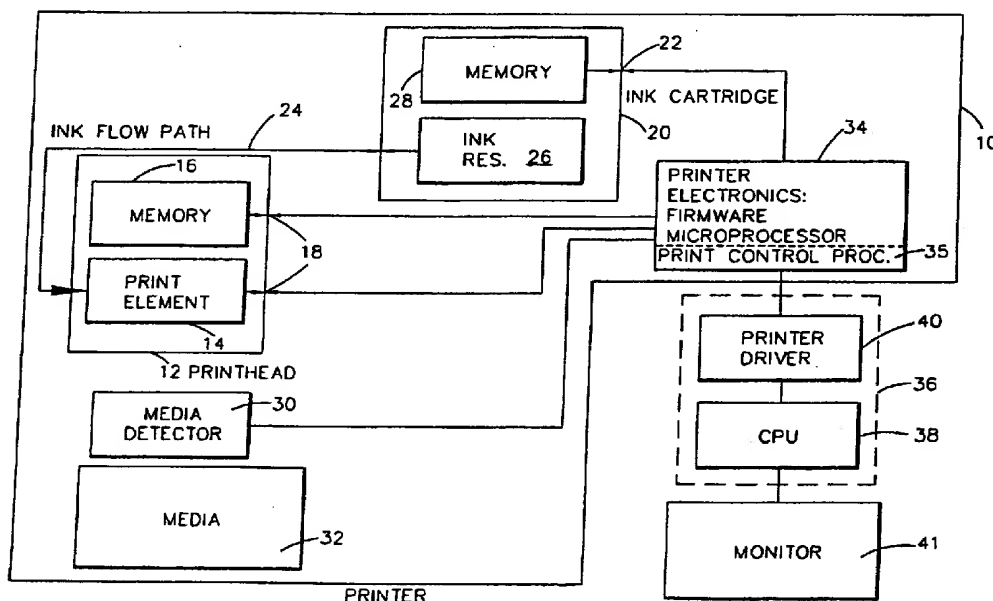 MEMORY
28
22
INK CARTRIDGE
INK FLOW PATH
24
INK
RES. 26
20
34
10
16
MEMORY
18
PRINTER
ELECTRONICS:
FIRMWARE
MICROPROCESSOR
PRINT CONTROL PROC.
35
PRINT
ELEMENT
14
12 PRINTHEAD
PRINTER
DRIVER
40
36
MEDIA
DETECTOR
30
CPU
38
MEDIA
32
MONITOR
41
PRINTER